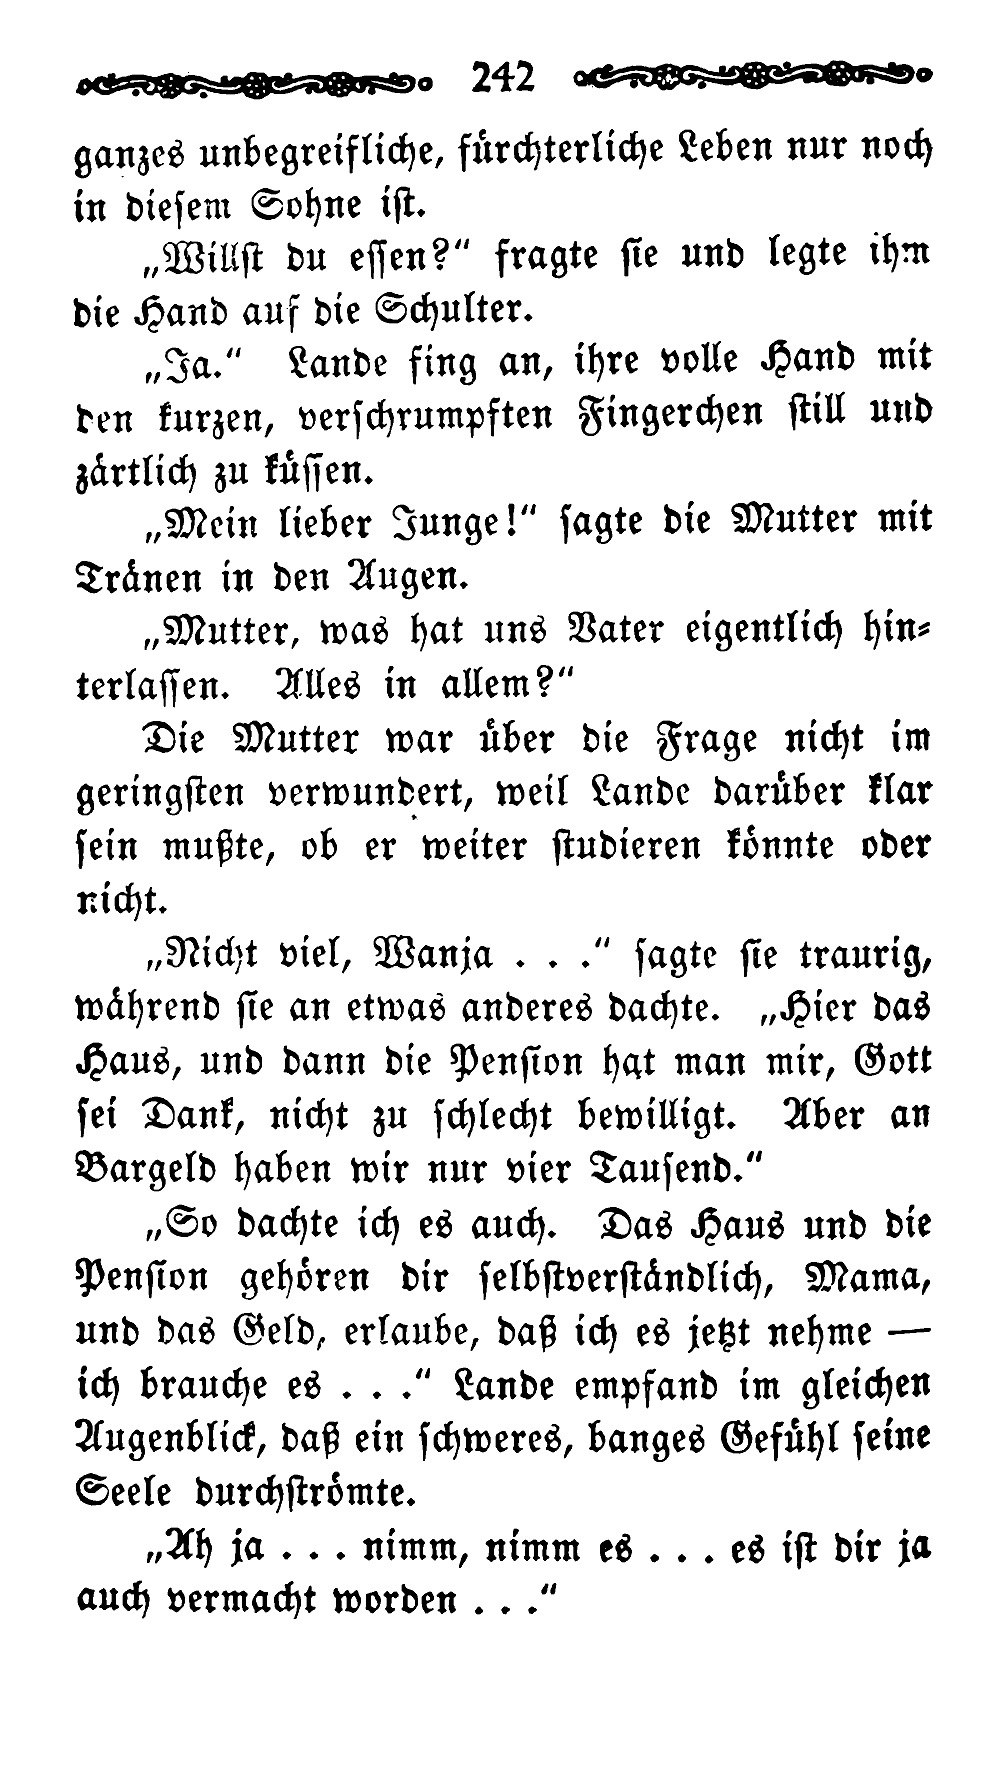 242
ganzes unbegreifliche, fürchterliche Leben nur noch
in dieſem Sohne iſt.
„Willſt du eſſen?“ fragte ſie und legte ihm
die Hand auf die Schulter.
„Ja.“ Lande fing an, ihre volle Hand mit
den kurzen, verſchrumpften Fingerchen ſtill und
zärtlich zu küſſen.
„Mein lieber Junge!“ ſagte die Mutter mit
Tränen in den Augen.
„Mutter, was hat uns Vater eigentlich hin⸗
terlaſſen. Alles in allem?“
Die Mutter war über die Frage nicht im
geringſten verwundert, weil Lande darüber klar
ſein mußte, ob er weiter ſtudieren könnte oder
nicht.
„Nicht viel, Wanja . . .“ ſagte ſie traurig,
während ſie an etwas anderes dachte. „Hier das
Haus, und dann die Penſion hat man mir, Gott
ſei Dank, nicht zu ſchlecht bewilligt. Aber an
Bargeld haben wir nur vier Tauſend.“
„So dachte ich es auch. Das Haus und die
Penſion gehören dir ſelbſtverſtändlich, Mama,
und das Geld, erlaube, daß ich es jetzt nehme —
ich brauche es . . .“ Lande empfand im gleichen
Augenblick, daß ein ſchweres, banges Gefühl ſeine
Seele durchſtrömte.
„Ah ja . . . nimm, nimm es . . . es iſt dir ja
auch vermacht worden . . .“